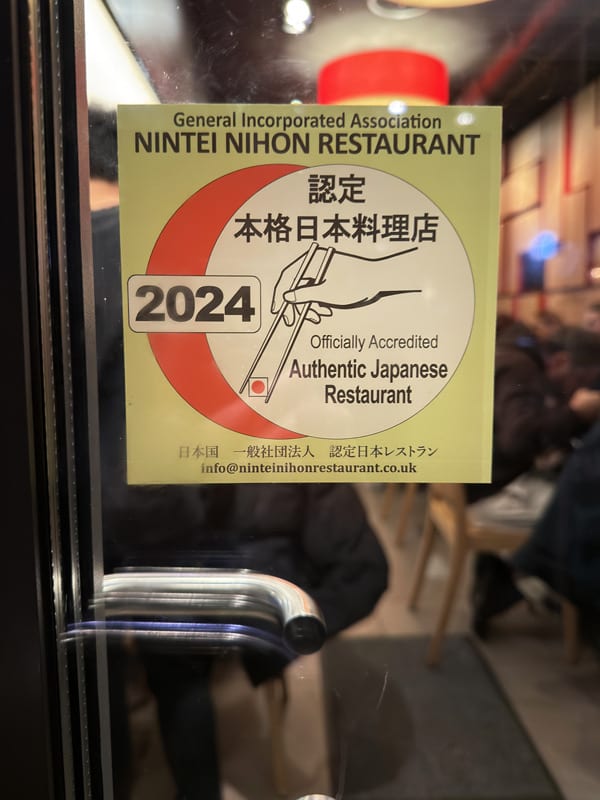 General Incorporated Association
NINTEI NIHON RESTAURANT
認定
本格日本料理店
2024
Officially Accredited
Authentic Japanese
Restaurant
日本国 一般社団法人 認定日本レストラン
info@ninteinihonrestaurant.co.uk